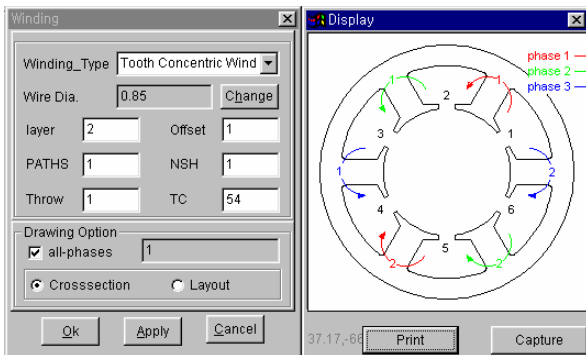 Winding
Winding_Type Tooth Concentric Wind
Wire Dia. 0.85 Change
layer 2 Offset 1
PATHS 1 NSH 1
Throw 1 TC 54
Drawing Option
all-phases 1
Crosssection Layout
Ok Apply Cancel
Display
phase 1
phase 2
phase 3
1 2 1
3 1
1 2
4 6
2 5 2
37.17,-66 Print Capture